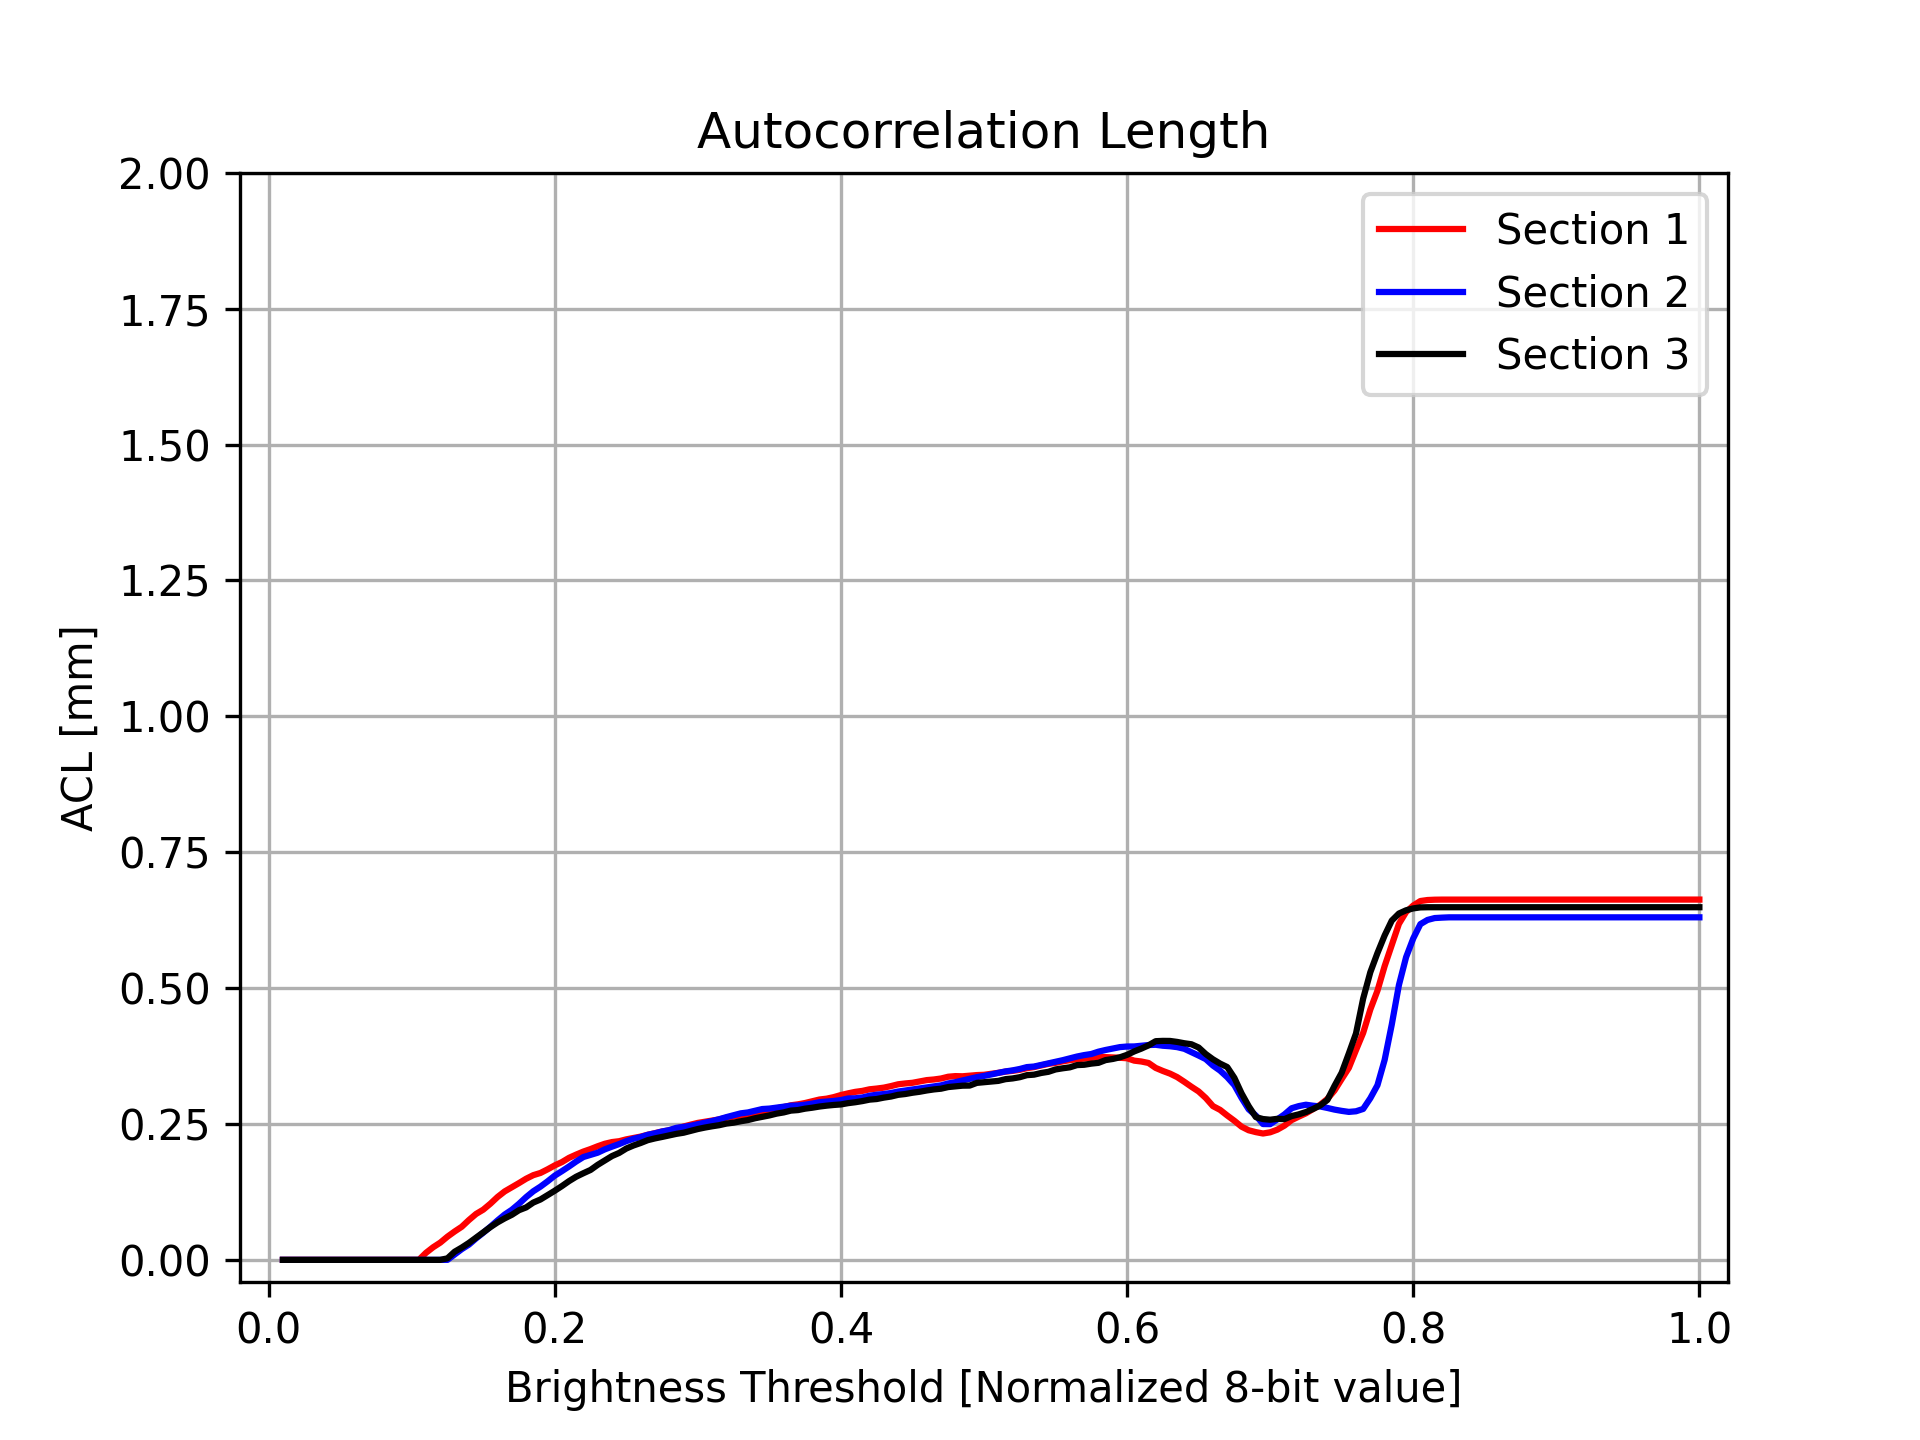 Autocorrelation Length
2.00
1.75
1.50
1.25
1.00
0.75
0.50
0.25
0.00
ACL [mm]
Section 1
Section 2
Section 3
0.0 0.2 0.4 0.6 0.8 1.0
Brightness Threshold [Normalized 8-bit value]